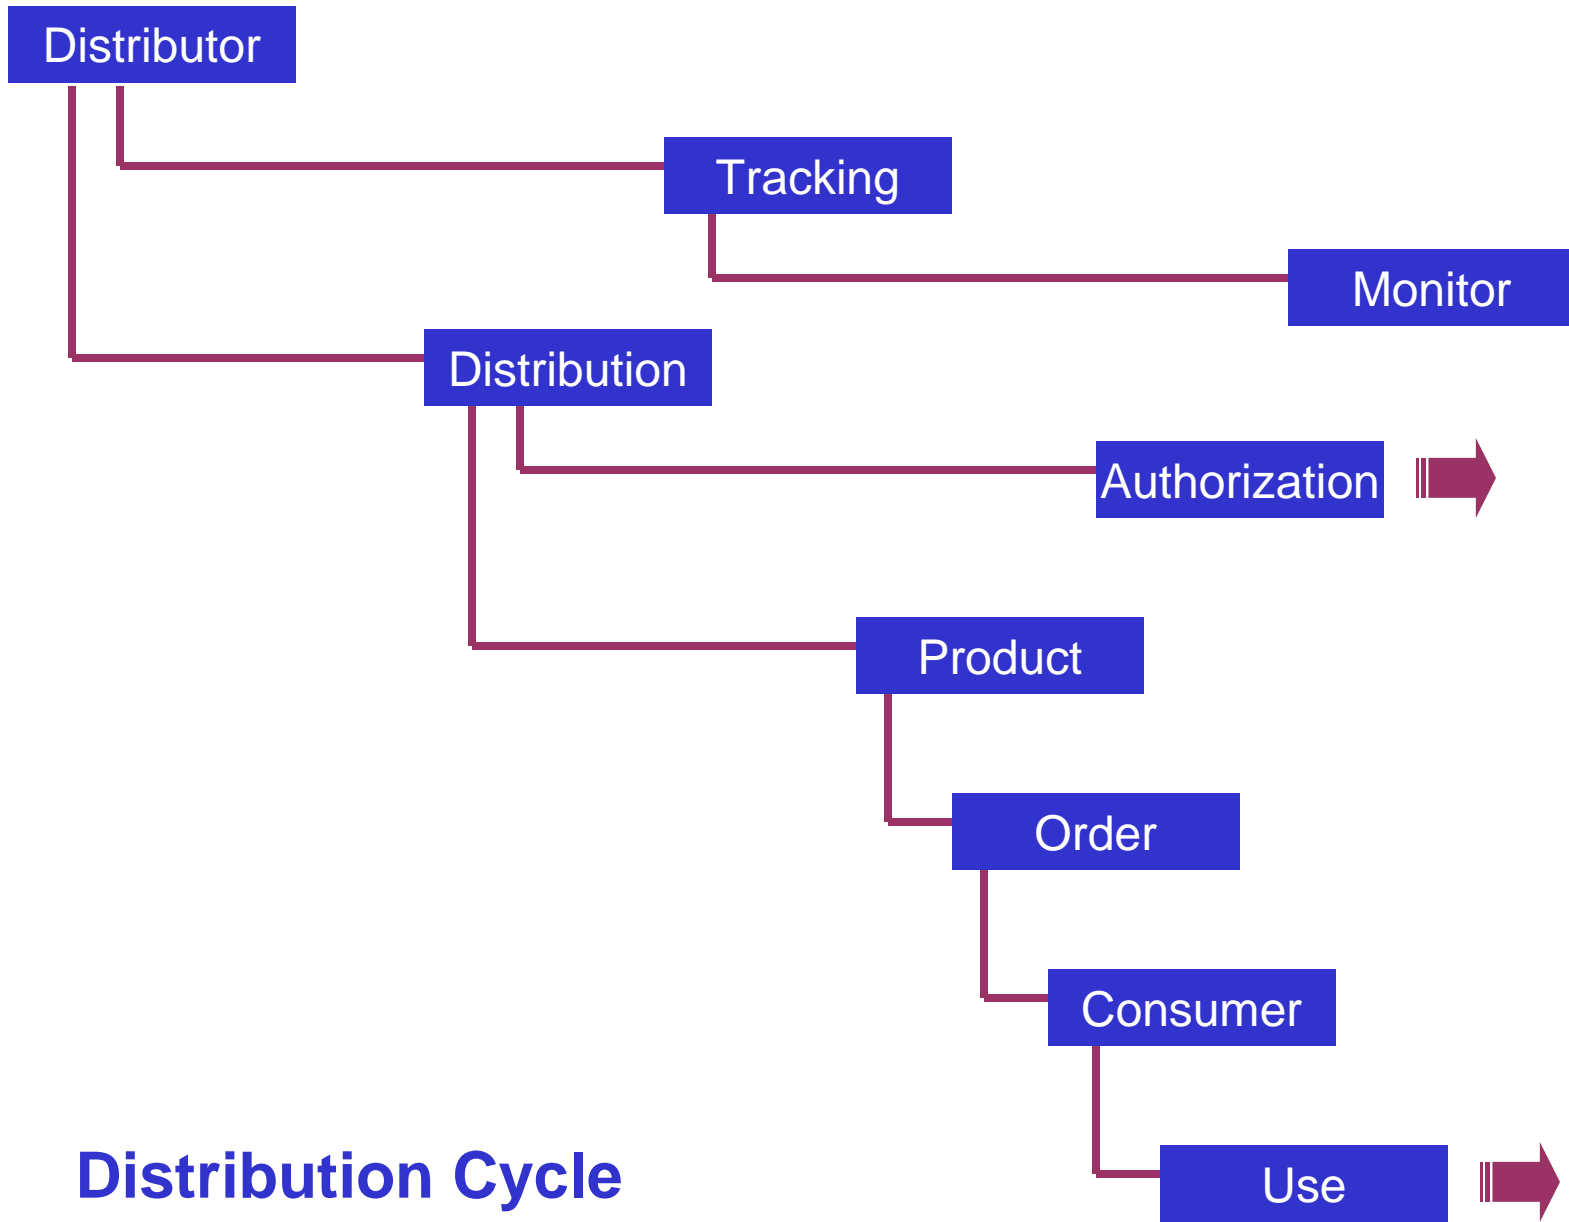 Distributor
Tracking
Monitor
Distribution
Authorization
Product
Order
Consumer
Use
Distribution Cycle